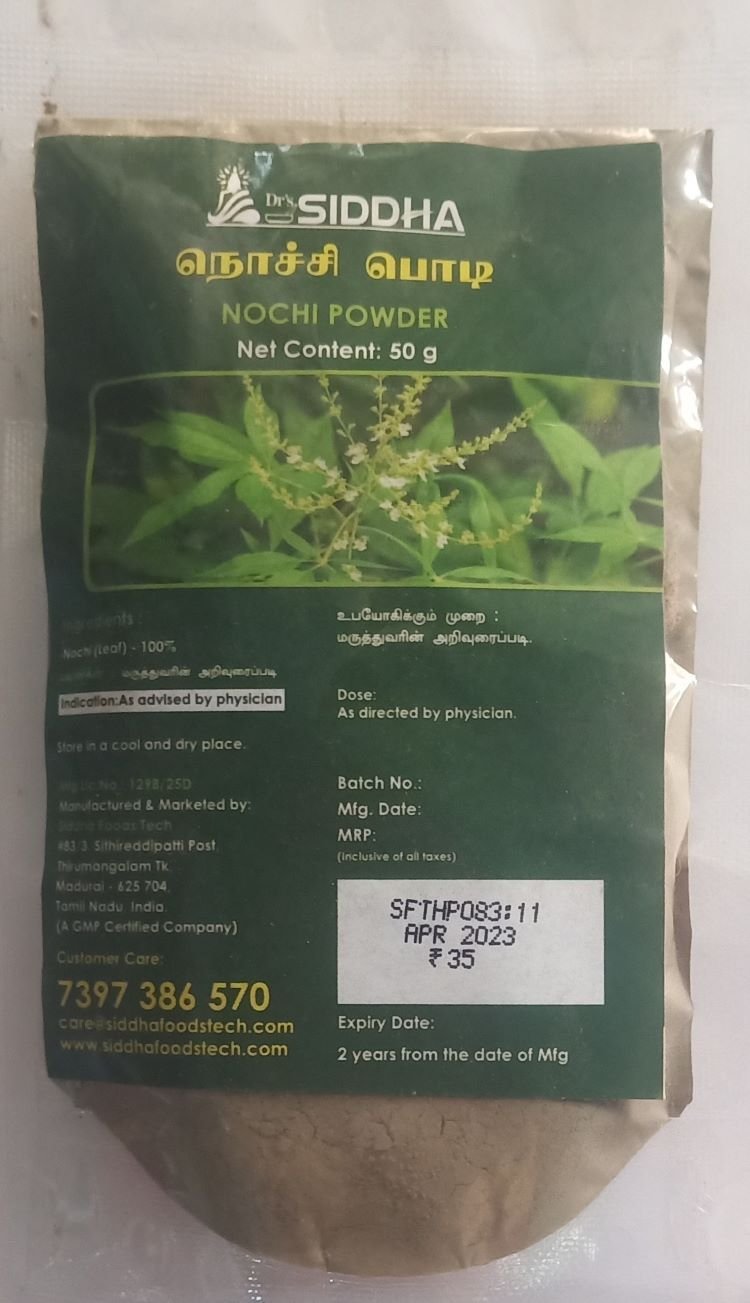 Dr's SIDDHA
நொச்சி பொடி
NOCHI POWDER
Net Content: 50 g
Ingredients :
Nochi (Leaf) - 100%
மருத்துவரின் அறிவுரைப்படி
Indication:As advised by physician
Store in a cool and dry place.
Mfg.Lic.No.: 129B/25D
Manufactured & Marketed by:
Siddha Foods Tech
#83/3, Sithireddipatti Post,
Thirumangalam Tk,
Madurai - 625 704,
Tamil Nadu, India.
(A GMP Certified Company)
Customer Care:
7397 386 570
care@siddhafoodstech.com
www.siddhafoodstech.com
உபயோகிக்கும் முறை :
மருத்துவரின் அறிவுரைப்படி.
Dose:
As directed by physician.
Batch No.:
Mfg. Date:
MRP:
(Inclusive of all taxes)
SFTHP083:11
APR 2023
₹35
Expiry Date:
2 years from the date of Mfg